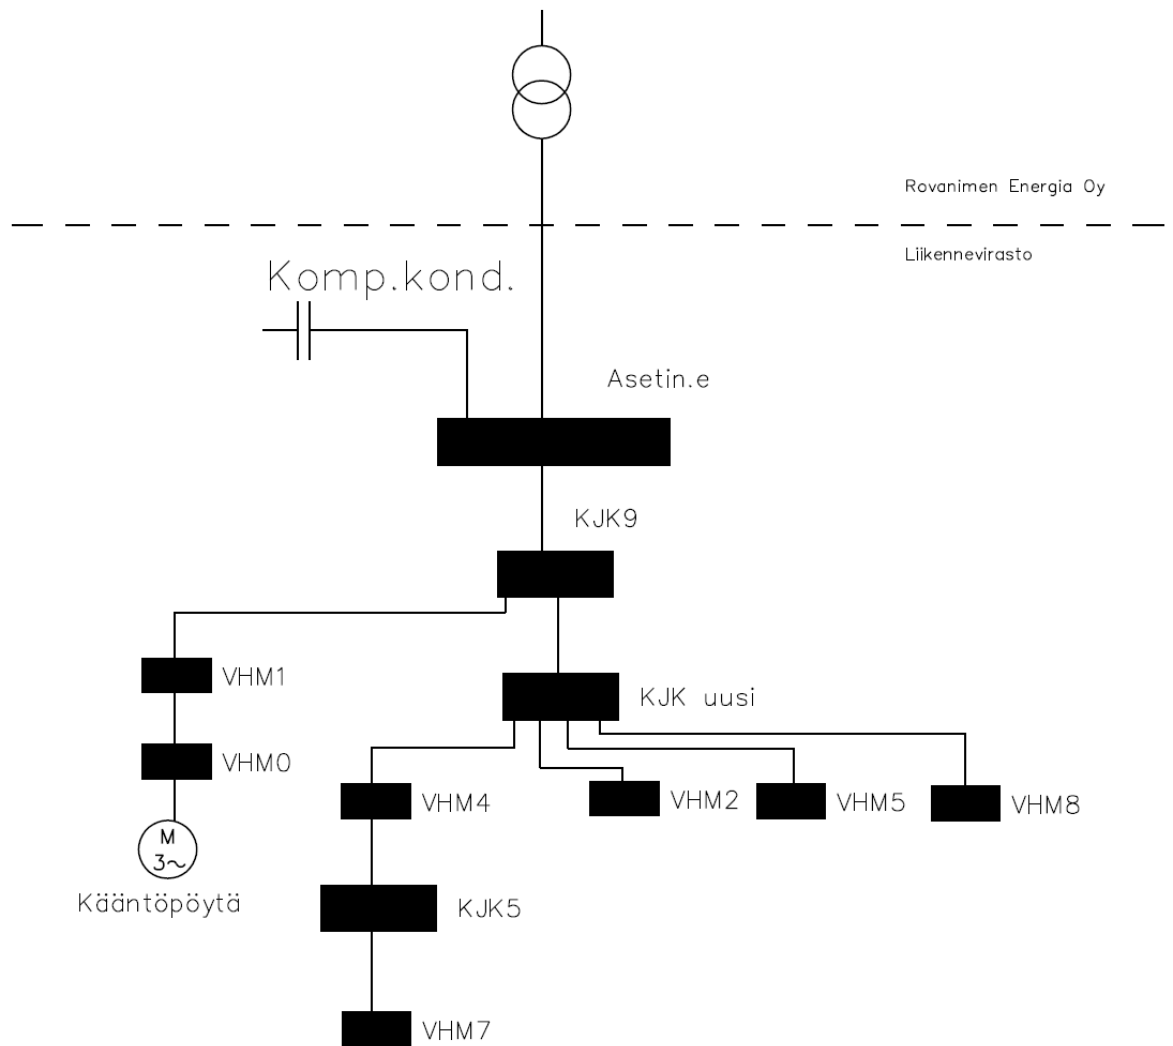 Rovanimen Energia Oy
Liikennevirasto
Komp.kond.
Asetin.e
KJK9
VHM1
KJK uusi
VHM0
VHM4
VHM2
VHM5
VHM8
M
3~
Kääntöpöytä
KJK5
VHM7